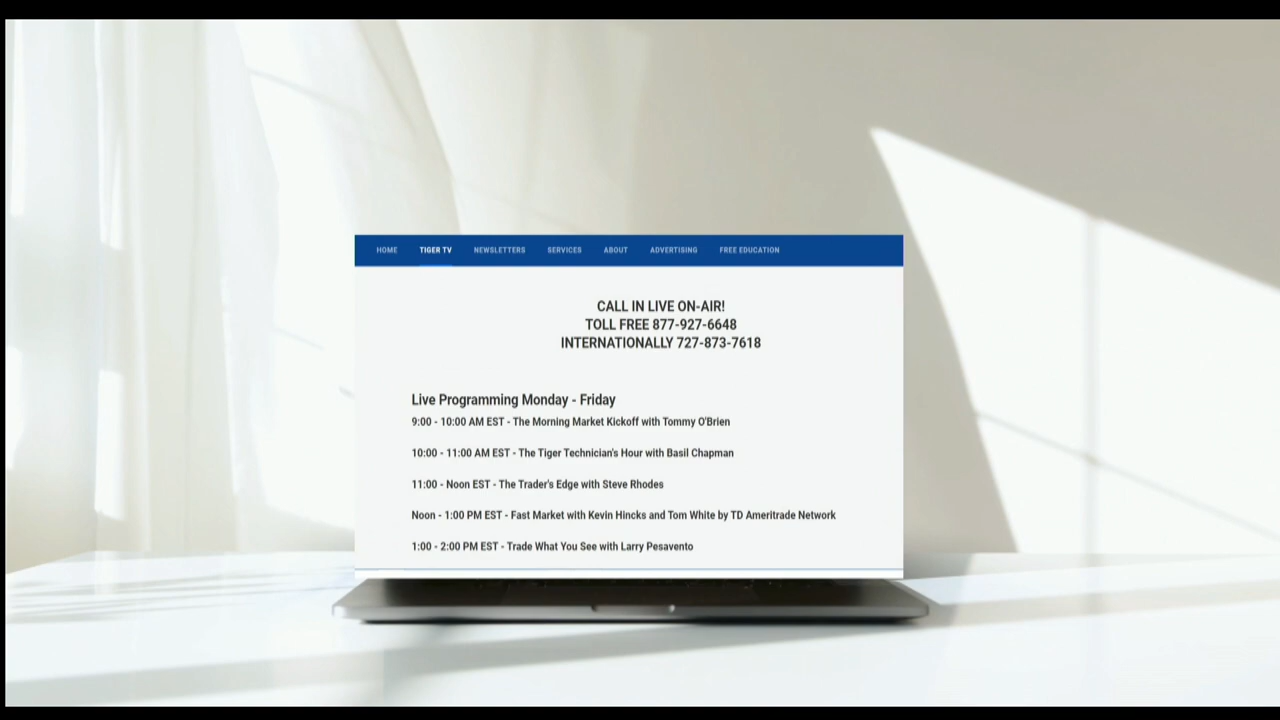 HOME TIGER TV NEWSLETTERS SERVICES ABOUT ADVERTISING FREE EDUCATION
CALL IN LIVE ON-AIR!
TOLL FREE 877-927-6648
INTERNATIONALLY 727-873-7618
Live Programming Monday - Friday
9:00 - 10:00 AM EST - The Morning Market Kickoff with Tommy O'Brien
10:00 - 11:00 AM EST - The Tiger Technician's Hour with Basil Chapman
11:00 - Noon EST - The Trader's Edge with Steve Rhodes
Noon - 1:00 PM EST - Fast Market with Kevin Hincks and Tom White by TD Ameritrade Network
1:00 - 2:00 PM EST - Trade What You See with Larry Pesavento